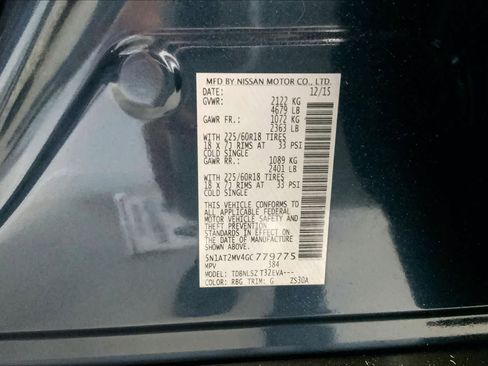 MFD BY NISSAN MOTOR CO., LTD.
DATE: 12/15
GVWR: 2122 KG
4679 LB
GAWR FR.: 1072 KG
2363 LB
WITH 225/60R18 TIRES
18 X 7J RIMS AT 33 PSI
COLD SINGLE
GAWR RR.: 1089 KG
2401 LB
WITH 225/60R18 TIRES
18 X 7J RIMS AT 33 PSI
COLD SINGLE
THIS VEHICLE CONFORMS TO
ALL APPLICABLE FEDERAL
MOTOR VEHICLE SAFETY AND
THEFT PREVENTION
STANDARDS IN EFFECT ON
THE DATE OF MANUFACTURE
SHOWN ABOVE.
5N1AT2MV4GC779775
MPV 384
MODEL: TDBNLSZ T32EVA---
COLOR: RBG TRIM: G ZS30A